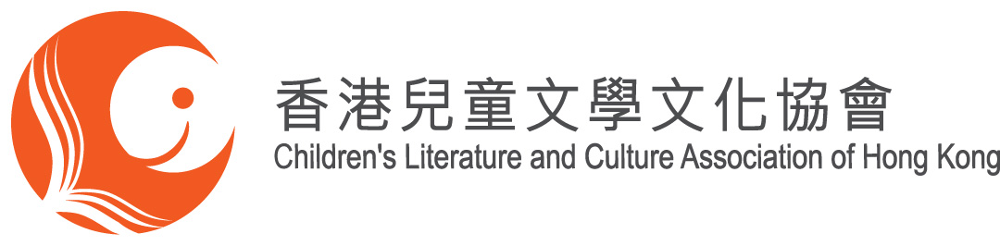 香港兒童文學文化協會
Children's Literature and Culture Association of Hong Kong